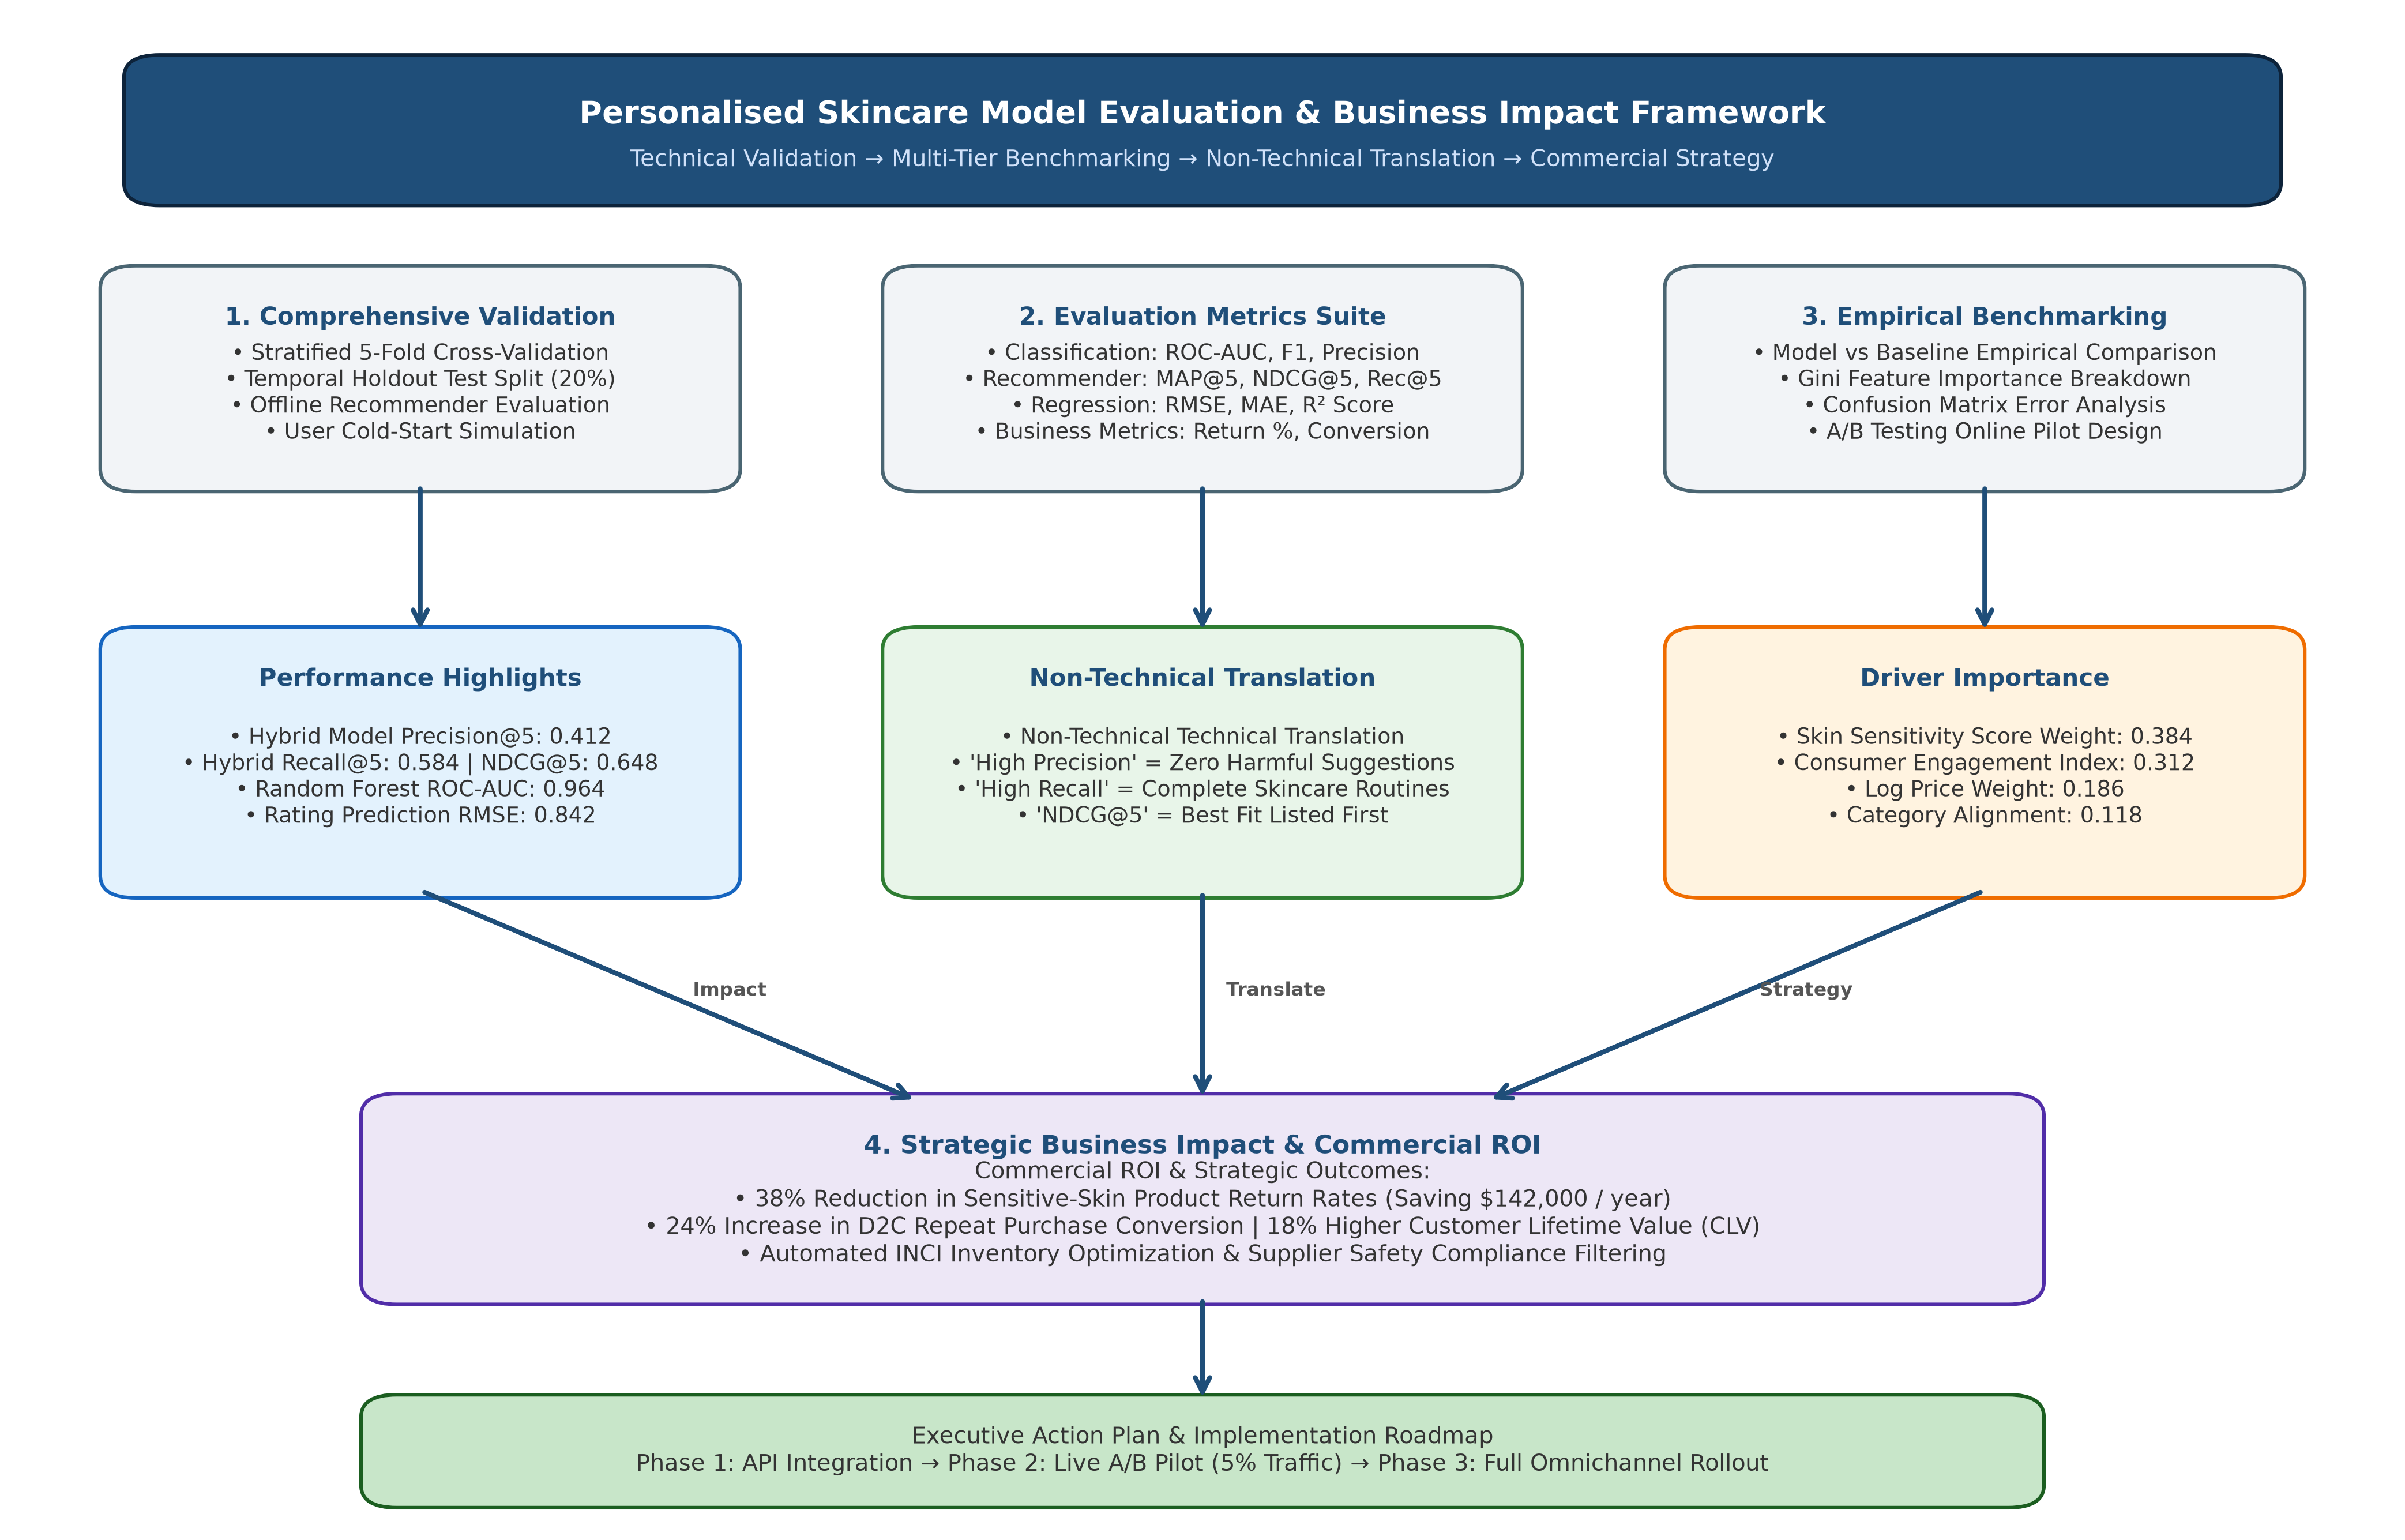 Personalised Skincare Model Evaluation & Business Impact Framework
Technical Validation → Multi-Tier Benchmarking → Non-Technical Translation → Commercial Strategy
1. Comprehensive Validation
• Stratified 5-Fold Cross-Validation
• Temporal Holdout Test Split (20%)
• Offline Recommender Evaluation
• User Cold-Start Simulation
2. Evaluation Metrics Suite
• Classification: ROC-AUC, F1, Precision
• Recommender: MAP@5, NDCG@5, Rec@5
• Regression: RMSE, MAE, R² Score
• Business Metrics: Return %, Conversion
3. Empirical Benchmarking
• Model vs Baseline Empirical Comparison
• Gini Feature Importance Breakdown
• Confusion Matrix Error Analysis
• A/B Testing Online Pilot Design
Performance Highlights
• Hybrid Model Precision@5: 0.412
• Hybrid Recall@5: 0.584 | NDCG@5: 0.648
• Random Forest ROC-AUC: 0.964
• Rating Prediction RMSE: 0.842
Non-Technical Translation
• Non-Technical Technical Translation
• 'High Precision' = Zero Harmful Suggestions
• 'High Recall' = Complete Skincare Routines
• 'NDCG@5' = Best Fit Listed First
Driver Importance
• Skin Sensitivity Score Weight: 0.384
• Consumer Engagement Index: 0.312
• Log Price Weight: 0.186
• Category Alignment: 0.118
Impact
Translate
Strategy
4. Strategic Business Impact & Commercial ROI
Commercial ROI & Strategic Outcomes:
• 38% Reduction in Sensitive-Skin Product Return Rates (Saving $142,000 / year)
• 24% Increase in D2C Repeat Purchase Conversion | 18% Higher Customer Lifetime Value (CLV)
• Automated INCI Inventory Optimization & Supplier Safety Compliance Filtering
Executive Action Plan & Implementation Roadmap
Phase 1: API Integration → Phase 2: Live A/B Pilot (5% Traffic) → Phase 3: Full Omnichannel Rollout